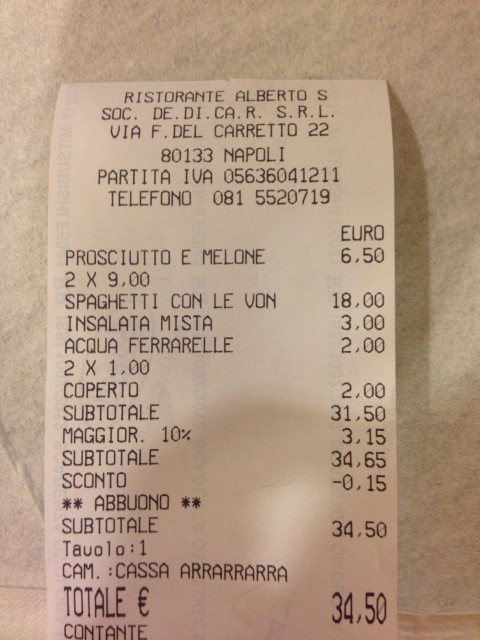 RISTORANTE ALBERTO S
SOC. DE.DI.CA.R. S.R.L.
VIA F.DEL CARRETTO 22
80133 NAPOLI
PARTITA IVA 05636041211
TELEFONO 081 5520719
EURO
PROSCIUTTO E MELONE 6,50
2 X 9,00
SPAGHETTI CON LE VON 18,00
INSALATA MISTA 3,00
ACQUA FERRARELLE 2,00
2 X 1,00
COPERTO 2,00
SUBTOTALE 31,50
MAGGIOR. 10% 3,15
SUBTOTALE 34,65
SCONTO -0,15
** ABBUONO **
SUBTOTALE 34,50
Tavolo:1
CAM.:CASSA ARRARRARRA
TOTALE € 34,50
CONTANTE